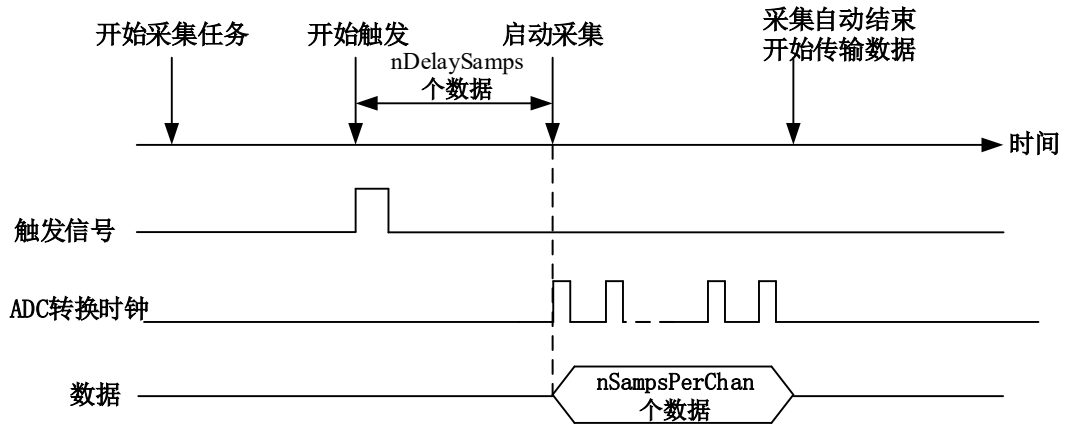 开始采集任务
开始触发
启动采集
采集自动结束
开始传输数据
nDelaySamps
个数据
时间
触发信号
ADC转换时钟
数据
nSampsPerChan
个数据